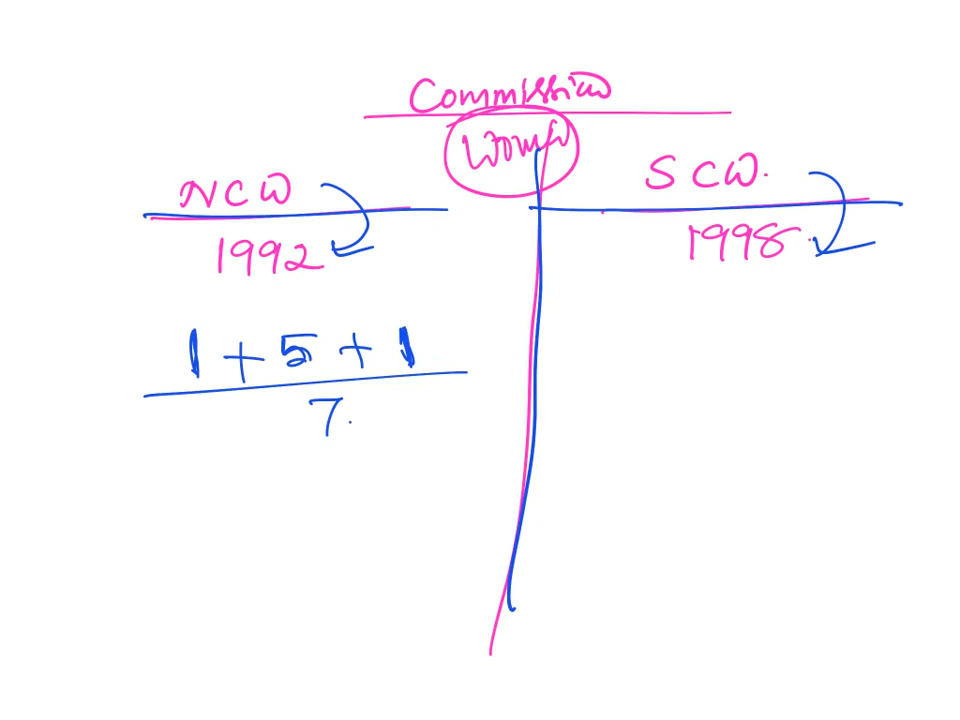 Commission
Women
NCW
1992
1 + 5 + 1
7.
SCW.
1998.